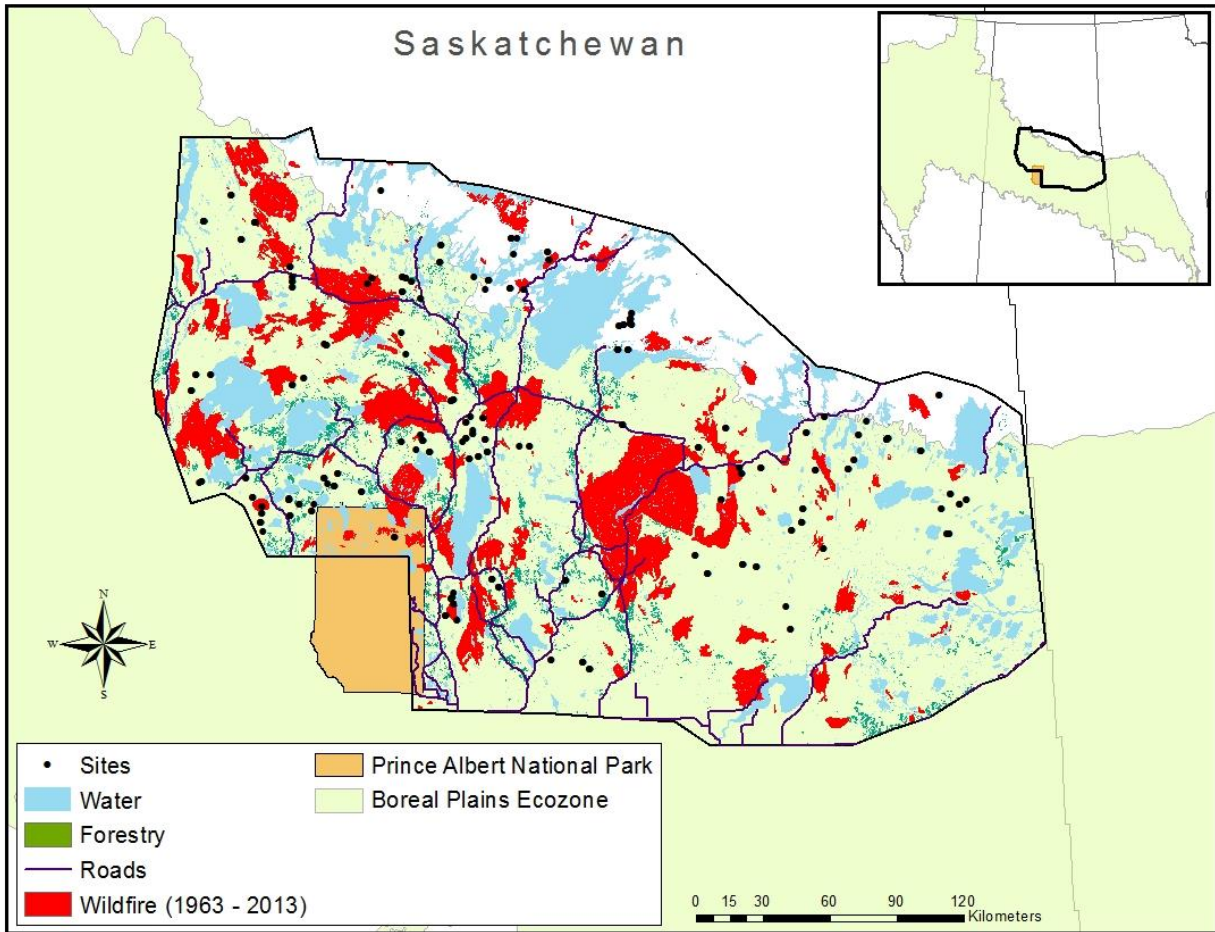 Saskatchewan
N
W E
S
Sites
Water
Forestry
Roads
Wildfire (1963 - 2013)
Prince Albert National Park
Boreal Plains Ecozone
0 15 30 60 90 120
Kilometers